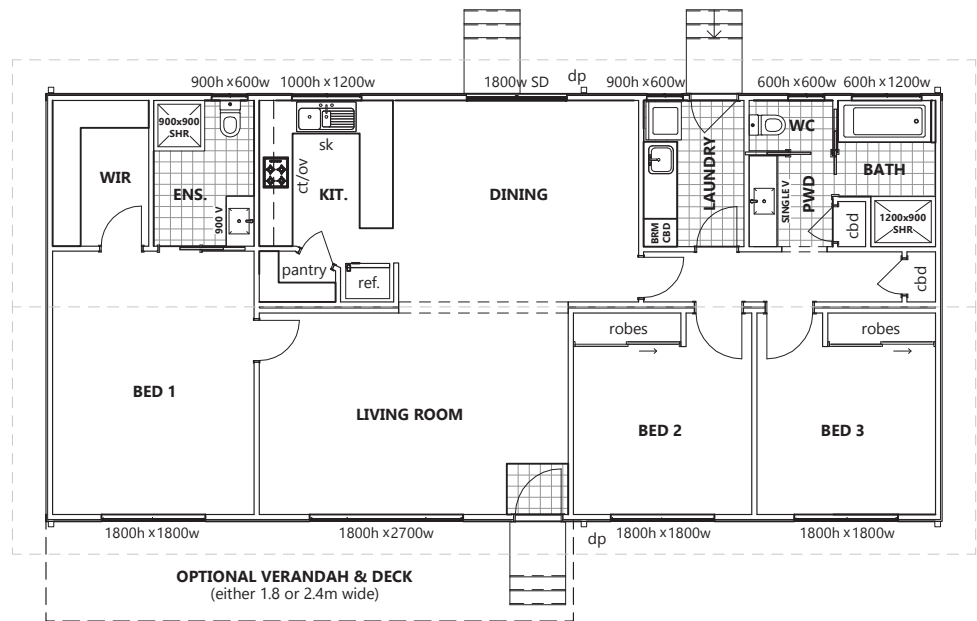 900h x600w
1000h x1200w
1800w SD
dp
900h x600w
600h x600w
600h x1200w
900x900
SHR
WIR
ENS.
900 V
sk
ct/ov
KIT.
DINING
LAUNDRY
BRM
CBD
WC
SINGLE V
PWD
BATH
cbd
1200x900
SHR
pantry
ref.
cbd
robes
robes
BED 1
LIVING ROOM
BED 2
BED 3
1800h x1800w
1800h x2700w
dp
1800h x1800w
1800h x1800w
OPTIONAL VERANDAH & DECK
(either 1.8 or 2.4m wide)